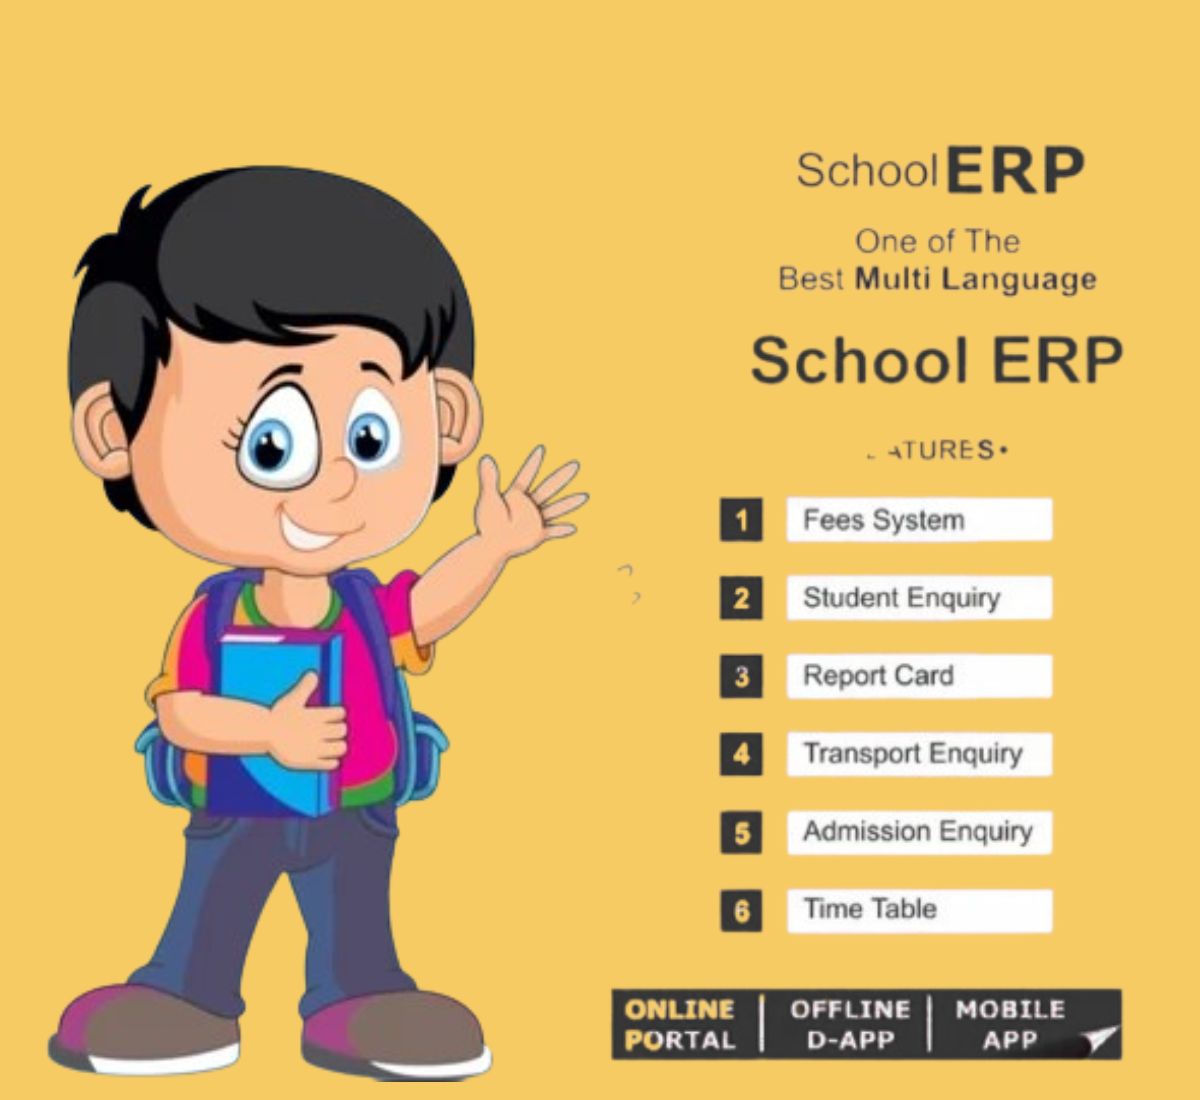 School ERP
One of The
Best Multi Language
School ERP
ATURES•
1 Fees System
2 Student Enquiry
3 Report Card
4 Transport Enquiry
5 Admission Enquiry
6 Time Table
ONLINE PORTAL | OFFLINE D-APP | MOBILE APP